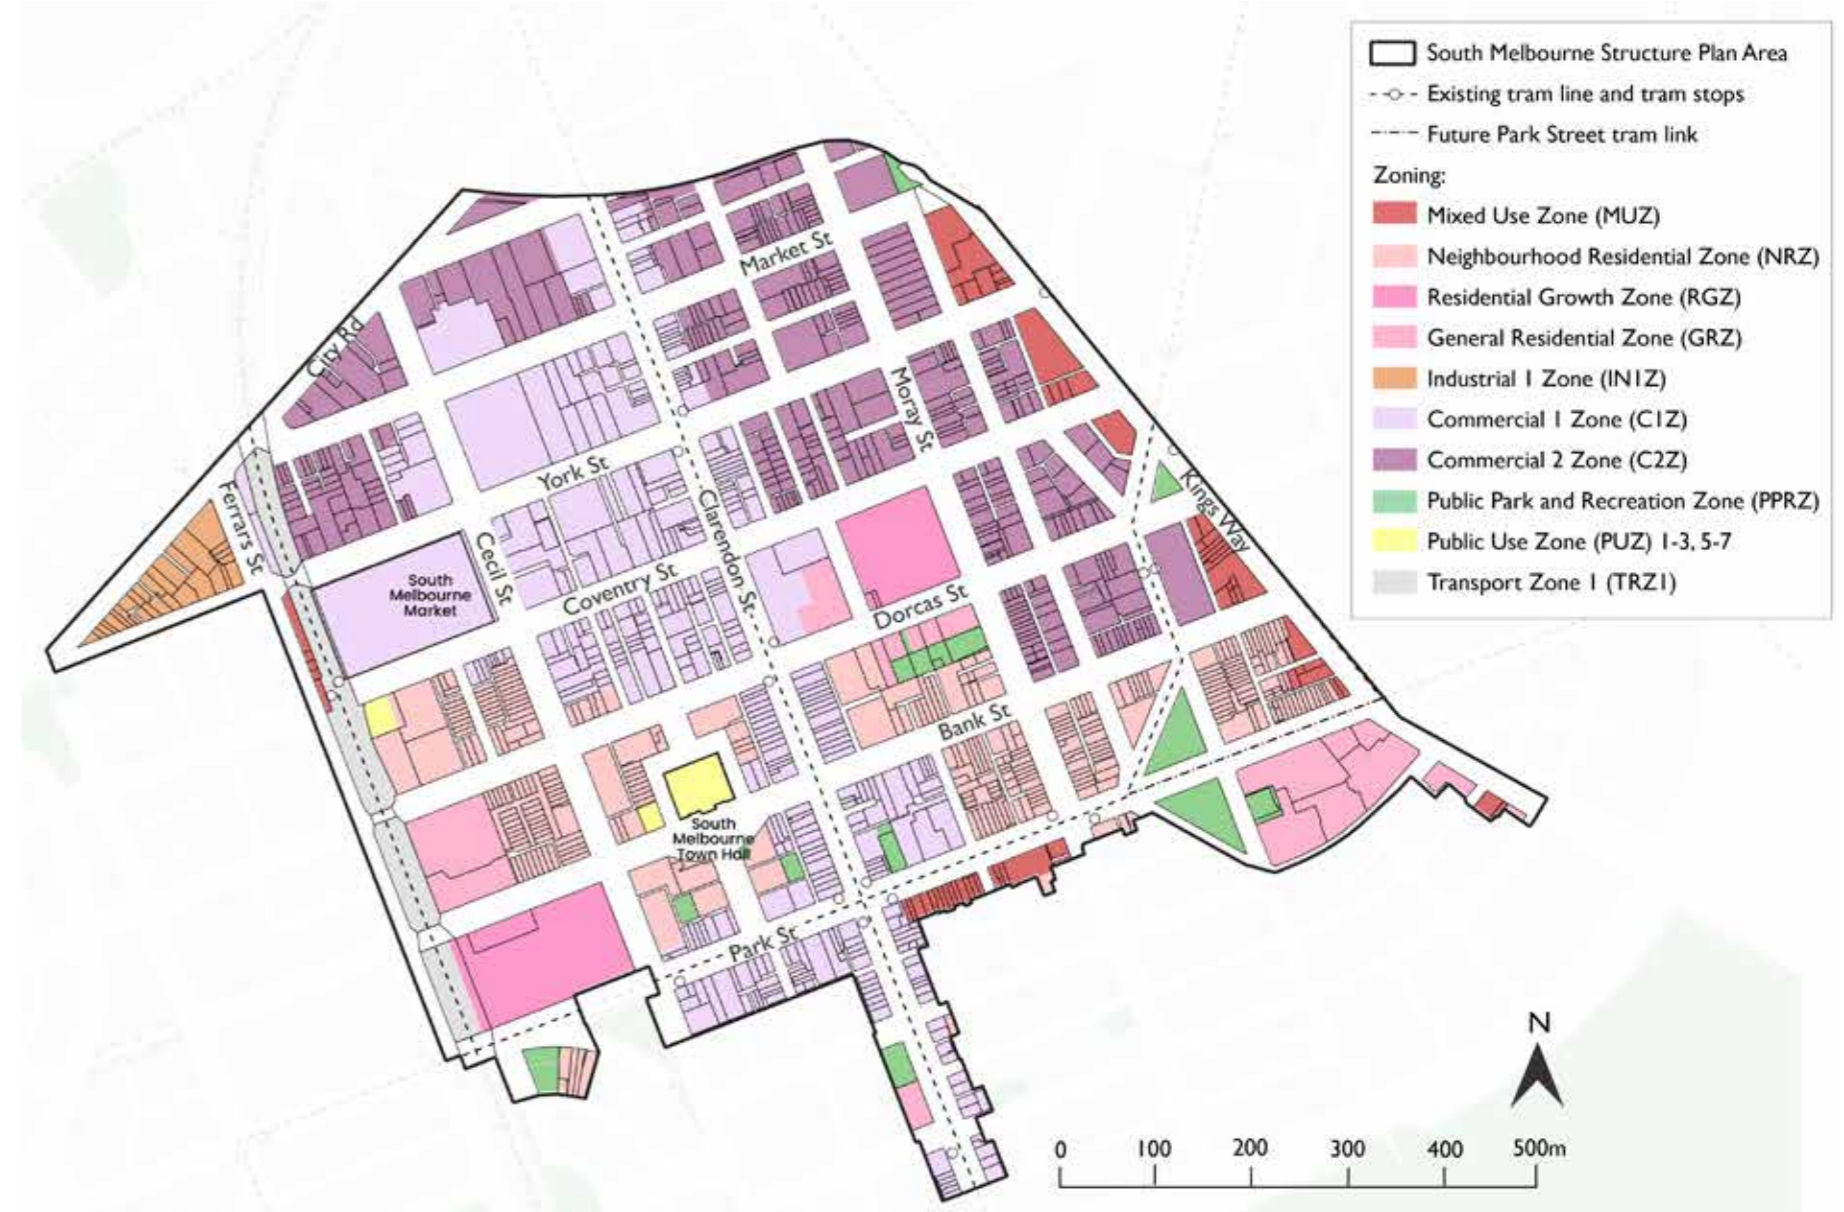 South Melbourne Structure Plan Area
Existing tram line and tram stops
Future Park Street tram link
Zoning:
Mixed Use Zone (MUZ)
Neighbourhood Residential Zone (NRZ)
Residential Growth Zone (RGZ)
General Residential Zone (GRZ)
Industrial 1 Zone (IN1Z)
Commercial 1 Zone (C1Z)
Commercial 2 Zone (C2Z)
Public Park and Recreation Zone (PPRZ)
Public Use Zone (PUZ) 1-3, 5-7
Transport Zone 1 (TRZ1)
Market St
City Rd
Moray St
York St
Kings Way
Ferrars St
Clarendon St
Cecil St
South
Melbourne
Market
Coventry St
Dorcas St
Bank St
South
Melbourne
Town Hall
Park St
N
0 100 200 300 400 500m